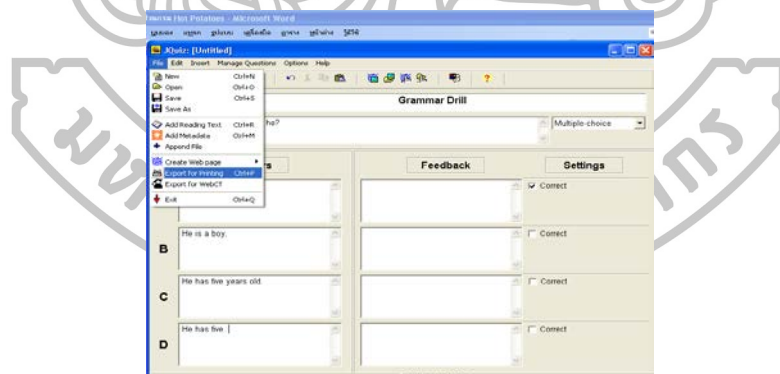 Hot Potatoes - Microsoft Word
JQuiz: [Untitled]
File Edit Insert Manage Questions Options Help
New Ctrl+N
Open Ctrl+O
Save Ctrl+S
Save As
Grammar Drill
Add Reading Text Ctrl+R
Multiple-choice
Add Metadata Ctrl+M
Append File
Create Web page
Feedback Settings
Export for Printing Ctrl+P
Export for WebCT
Correct
Exit Ctrl+Q
B He is a boy. Correct
C He has five years old Correct
D He has five Correct